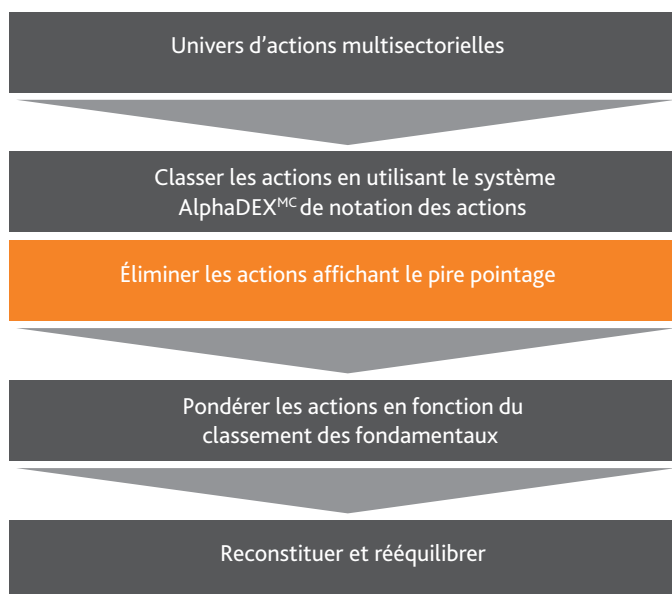 Univers d’actions multisectorielles
Classer les actions en utilisant le système
AlphaDEXᴹᶜ de notation des actions
Éliminer les actions affichant le pire pointage
Pondérer les actions en fonction du
classement des fondamentaux
Reconstituer et rééquilibrer